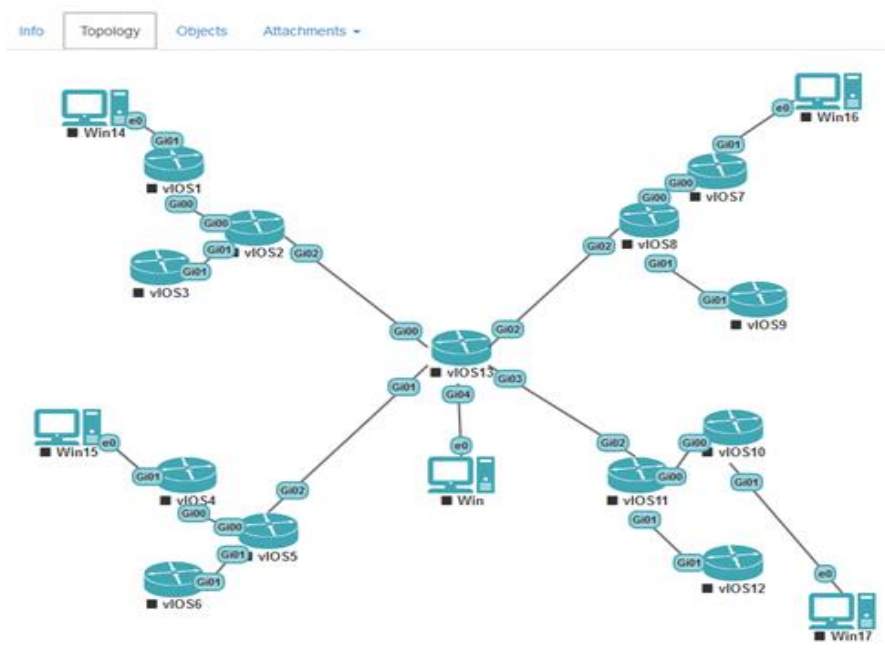 Info Topology Objects Attachments
Win14
e0
Gi01
vIOS1
Gi00
Gi00
vIOS2
Gi01
Gi02
Gi01
vIOS3
Win16
e0
Gi01
vIOS7
Gi00
Gi00
vIOS8
Gi02
Gi01
Gi01
vIOS9
Gi00
Gi02
vIOS13
Gi01
Gi03
Gi04
e0
Win
Win15
e0
Gi01
vIOS4
Gi00
Gi00
vIOS5
Gi02
Gi01
Gi01
vIOS6
Gi02
Gi00
vIOS10
vIOS11
Gi00
Gi01
Gi01
Gi01
vIOS12
e0
Win17